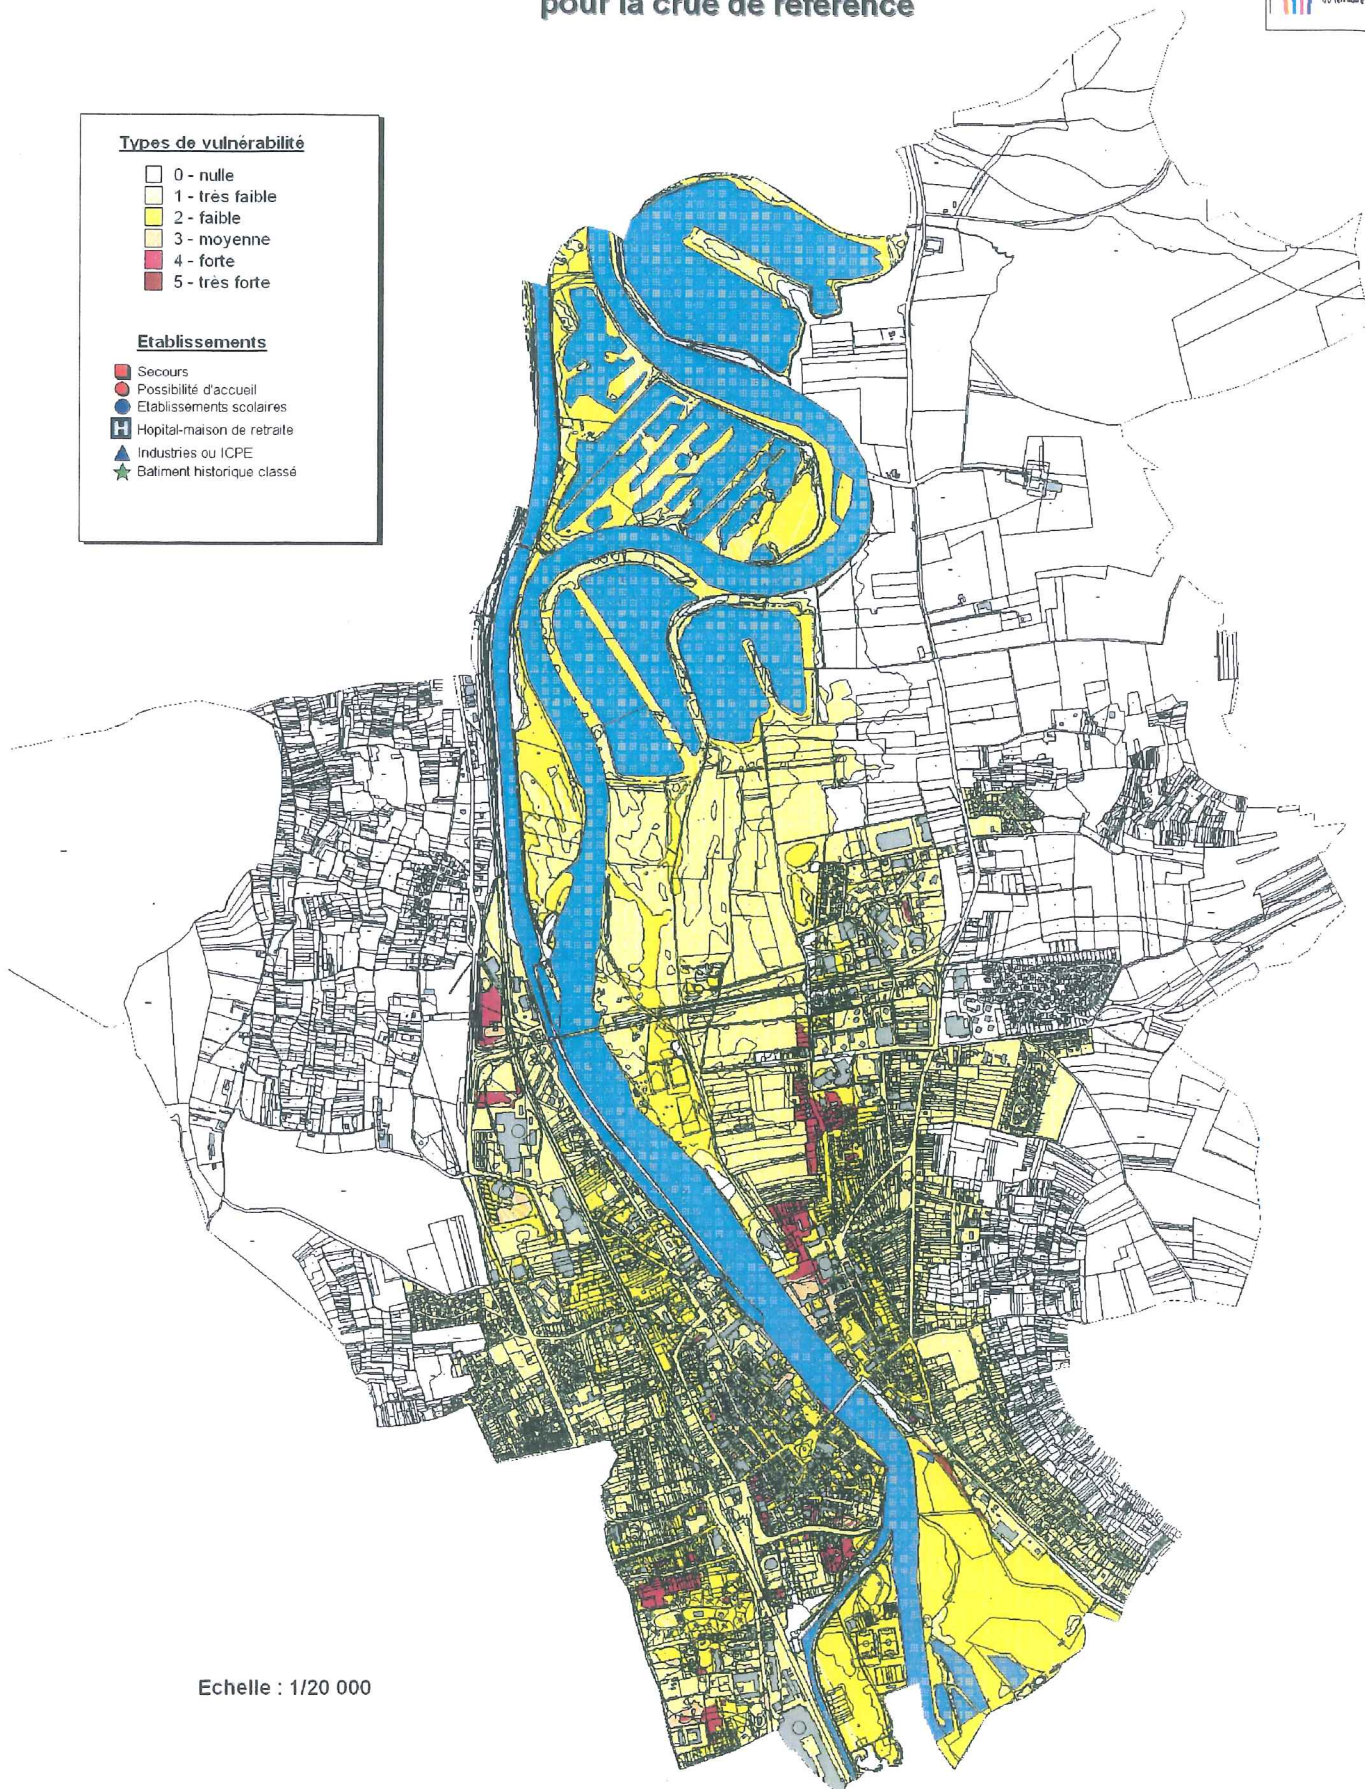 pour la crue de référence
Types de vulnérabilité
0 - nulle
1 - très faible
2 - faible
3 - moyenne
4 - forte
5 - très forte
Etablissements
Secours
Possibilité d'accueil
Etablissements scolaires
H Hopital-maison de retraite
Industries ou ICPE
Batiment historique classé
Echelle : 1/20 000